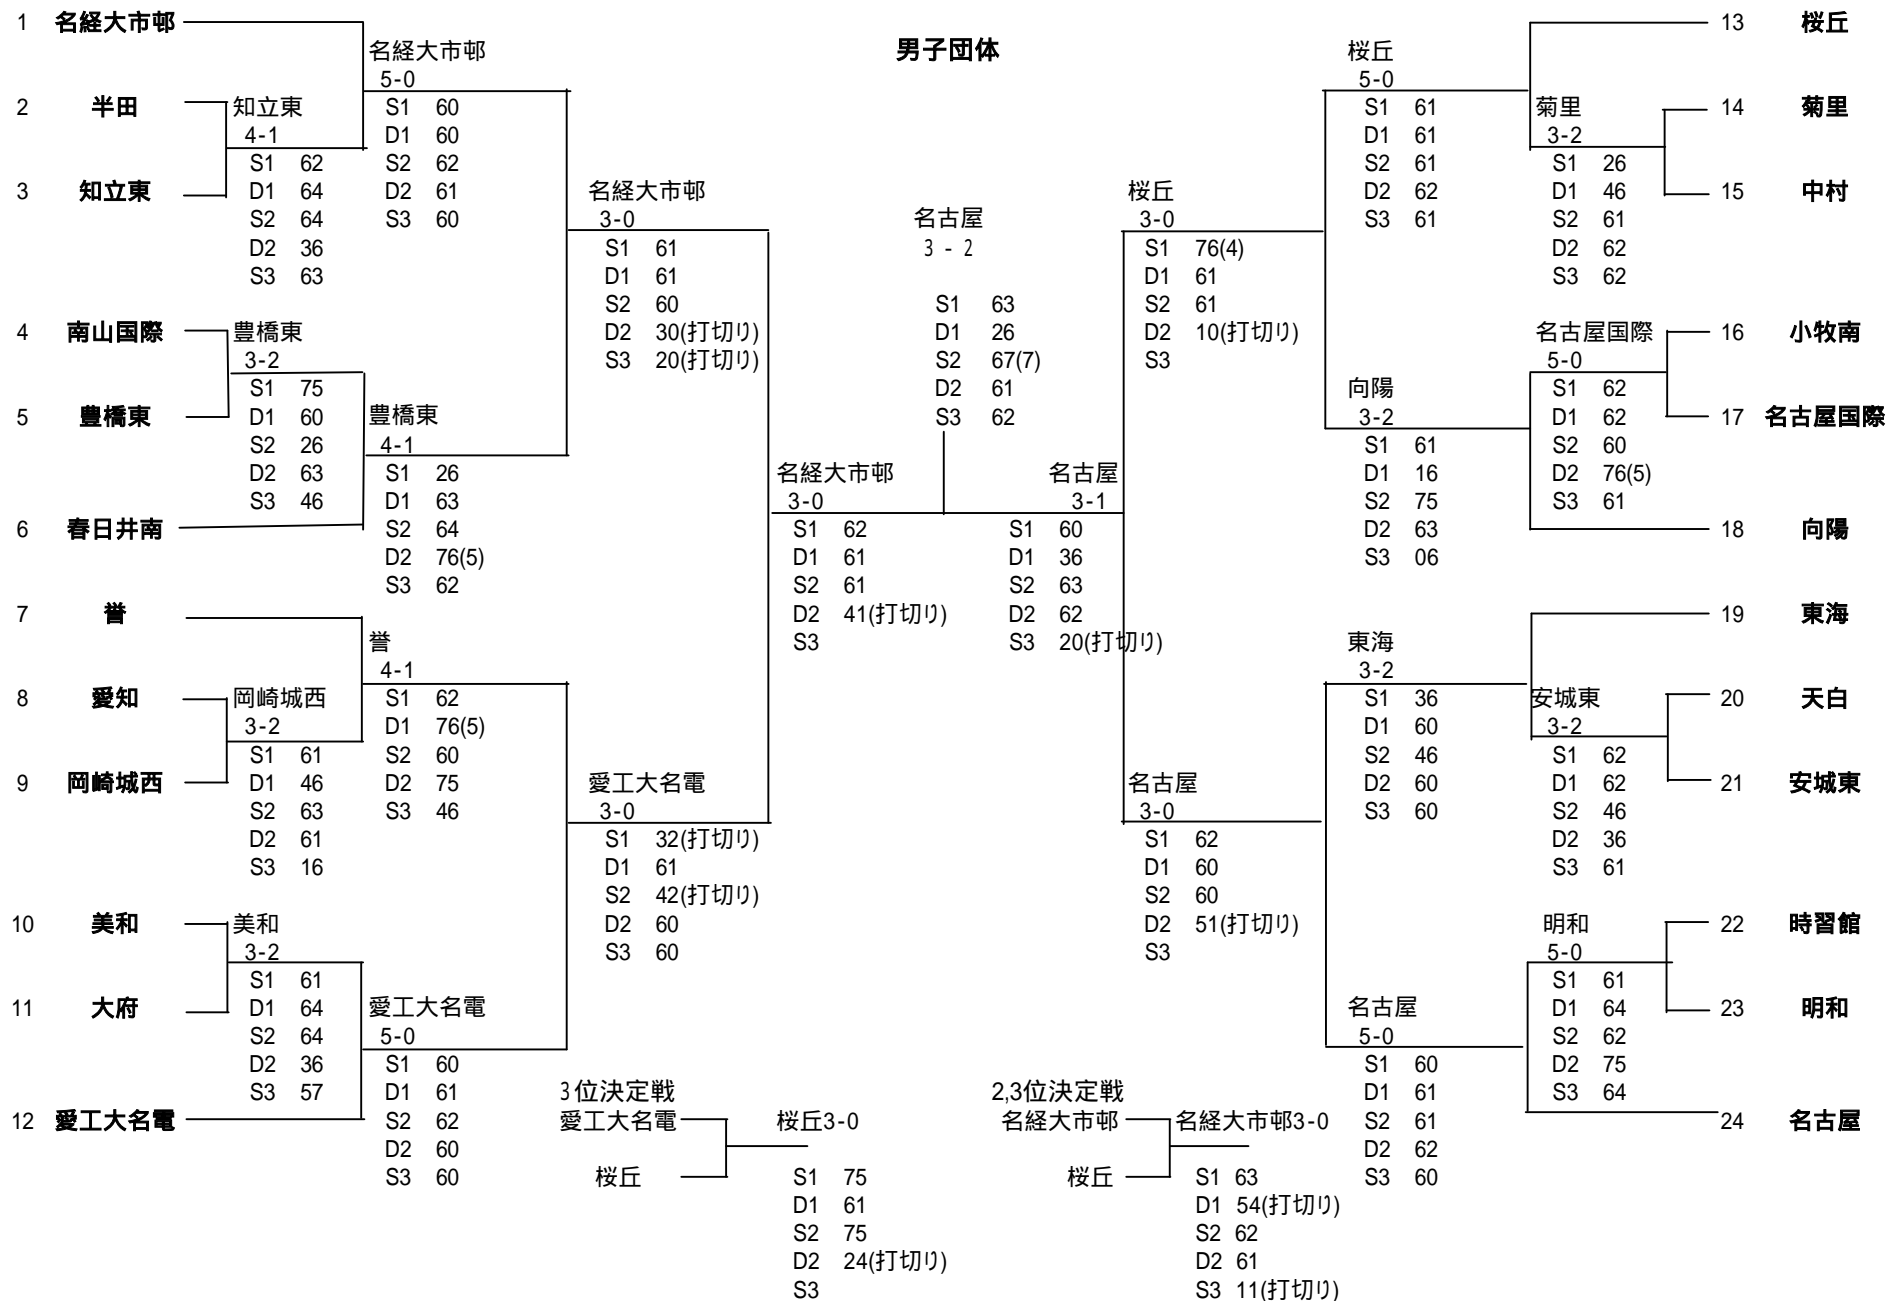 男子団体
1 名経大市邨
2 半田
3 知立東
4 南山国際
5 豊橋東
6 春日井南
7 誉
8 愛知
9 岡崎城西
10 美和
11 大府
12 愛工大名電
知立東
4-1
S1 62
D1 64
S2 64
D2 36
S3 63
豊橋東
3-2
S1 75
D1 60
S2 26
D2 63
S3 46
岡崎城西
3-2
S1 61
D1 46
S2 63
D2 61
S3 16
美和
3-2
S1 61
D1 64
S2 64
D2 36
S3 57
名経大市邨
5-0
S1 60
D1 60
S2 62
D2 61
S3 60
豊橋東
4-1
S1 26
D1 63
S2 64
D2 76(5)
S3 62
誉
4-1
S1 62
D1 76(5)
S2 60
D2 75
S3 46
愛工大名電
5-0
S1 60
D1 61
S2 62
D2 60
S3 60
名経大市邨
3-0
S1 61
D1 61
S2 60
D2 30(打切り)
S3 20(打切り)
愛工大名電
3-0
S1 32(打切り)
D1 61
S2 42(打切り)
D2 60
S3 60
名経大市邨
3-0
S1 62
D1 61
S2 61
D2 41(打切り)
S3
名古屋
3 - 2
S1 63
D1 26
S2 67(7)
D2 61
S3 62
名古屋
3-1
S1 60
D1 36
S2 63
D2 62
S3 20(打切り)
桜丘
3-0
S1 76(4)
D1 61
S2 61
D2 10(打切り)
S3
名古屋
3-0
S1 62
D1 60
S2 60
D2 51(打切り)
S3
桜丘
5-0
S1 61
D1 61
S2 61
D2 62
S3 61
向陽
3-2
S1 61
D1 16
S2 75
D2 63
S3 06
東海
3-2
S1 36
D1 60
S2 46
D2 60
S3 60
名古屋
5-0
S1 60
D1 61
S2 61
D2 62
S3 60
菊里
3-2
S1 26
D1 46
S2 61
D2 62
S3 62
名古屋国際
5-0
S1 62
D1 62
S2 60
D2 76(5)
S3 61
安城東
3-2
S1 62
D1 62
S2 46
D2 36
S3 61
明和
5-0
S1 61
D1 64
S2 62
D2 75
S3 64
13 桜丘
14 菊里
15 中村
16 小牧南
17 名古屋国際
18 向陽
19 東海
20 天白
21 安城東
22 時習館
23 明和
24 名古屋
3位決定戦
愛工大名電
桜丘
桜丘3-0
S1 75
D1 61
S2 75
D2 24(打切り)
S3
2,3位決定戦
名経大市邨
桜丘
名経大市邨3-0
S1 63
D1 54(打切り)
S2 62
D2 61
S3 11(打切り)